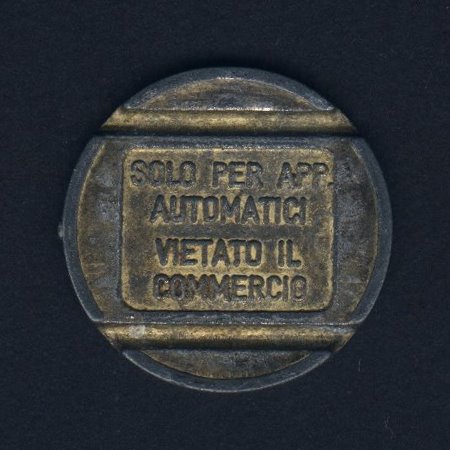 SOLO PER APP.
AUTOMATICI
VIETATO IL
COMMERCIO